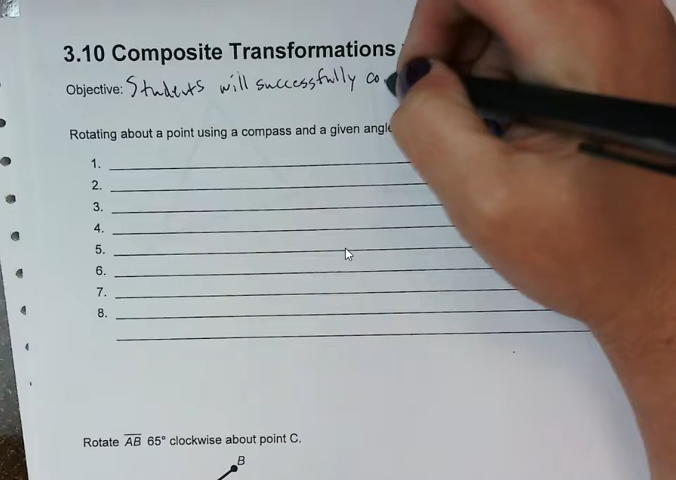 3.10 Composite Transformations
Objective: Students will successfully co
Rotating about a point using a compass and a given angle
1.
2.
3.
4.
5.
6.
7.
8.
Rotate AB 65° clockwise about point C.
B